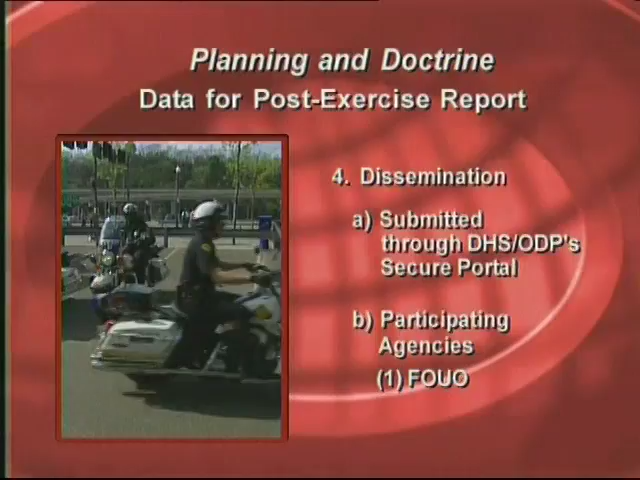 Planning and Doctrine
Data for Post-Exercise Report
4. Dissemination
a) Submitted
through DHS/ODP's
Secure Portal
b) Participating
Agencies
(1) FOUO